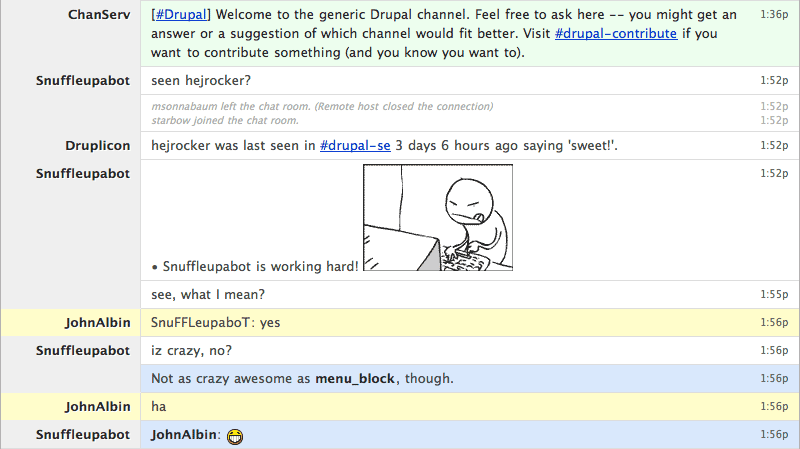 ChanServ [#Drupal] Welcome to the generic Drupal channel. Feel free to ask here -- you might get an 1:36p
answer or a suggestion of which channel would fit better. Visit #drupal-contribute if you
want to contribute something (and you know you want to).
Snuffleupabot seen hejrocker? 1:52p
msonnabaum left the chat room. (Remote host closed the connection) 1:52p
starbow joined the chat room. 1:52p
Druplicon hejrocker was last seen in #drupal-se 3 days 6 hours ago saying 'sweet!'. 1:52p
Snuffleupabot 1:52p
• Snuffleupabot is working hard!
see, what I mean? 1:55p
JohnAlbin SnuFFLeupaboT: yes 1:56p
Snuffleupabot iz crazy, no? 1:56p
Not as crazy awesome as menu_block, though. 1:56p
JohnAlbin ha 1:56p
Snuffleupabot JohnAlbin: 1:56p